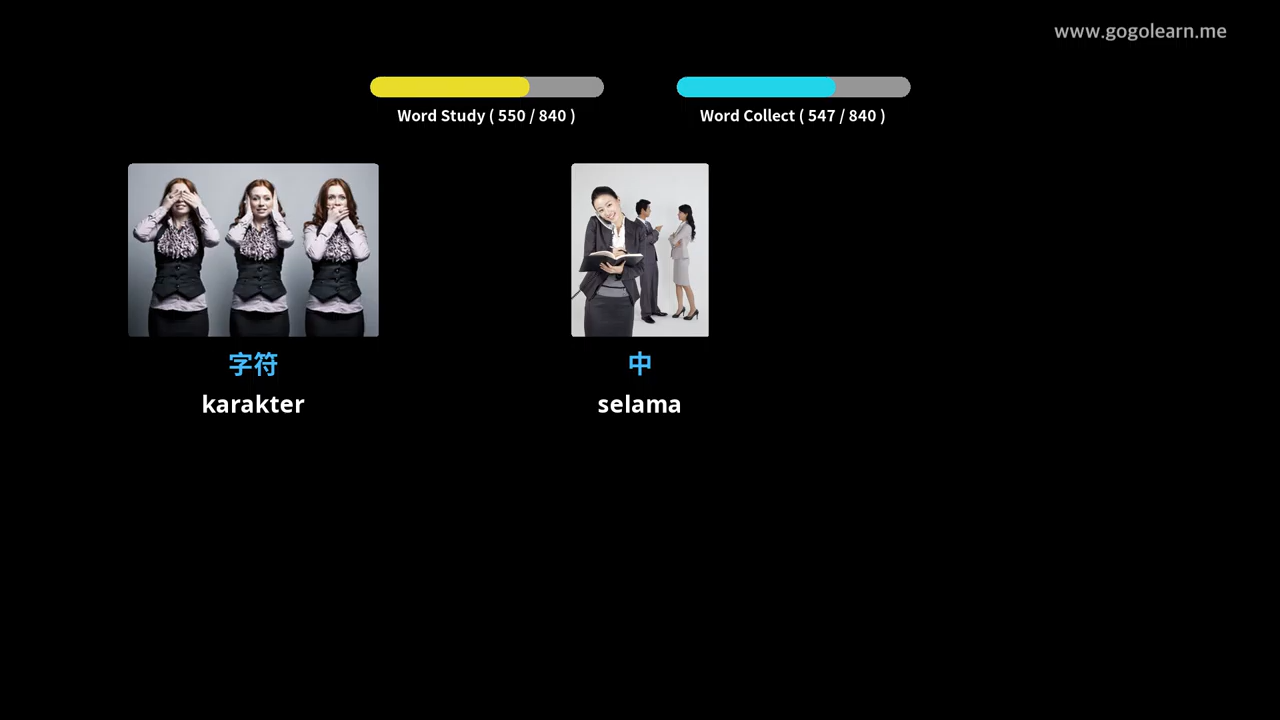 www.gogolearn.me
Word Study ( 550 / 840 )
Word Collect ( 547 / 840 )
字符
karakter
中
selama